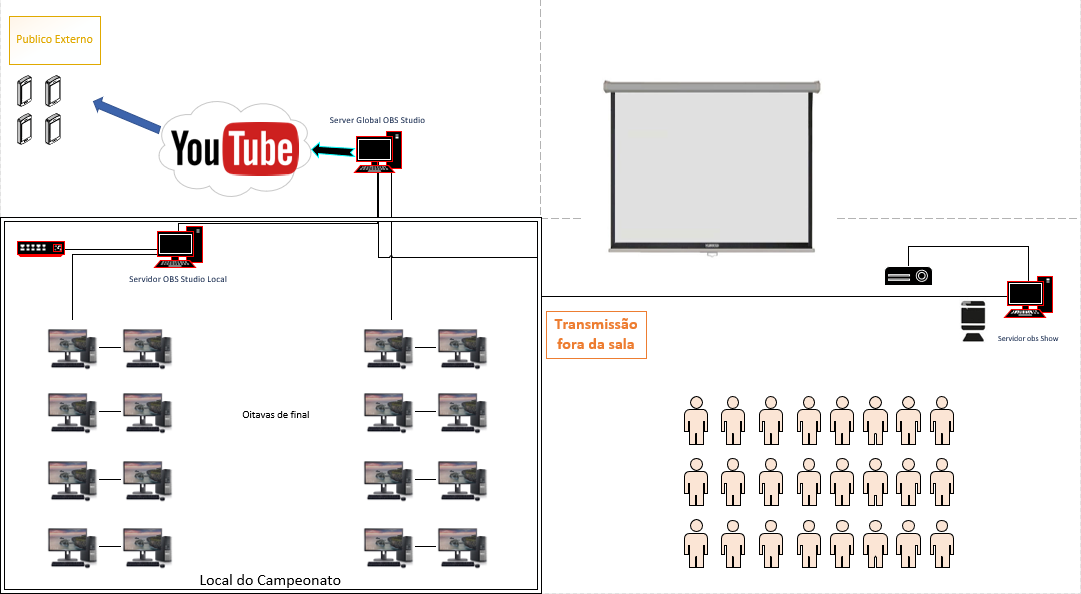 Publico Externo
Server Global OBS Studio
YouTube
Servidor OBS Studio Local
Transmissão
fora da sala
Servidor obs Show
Oitavas de final
Local do Campeonato